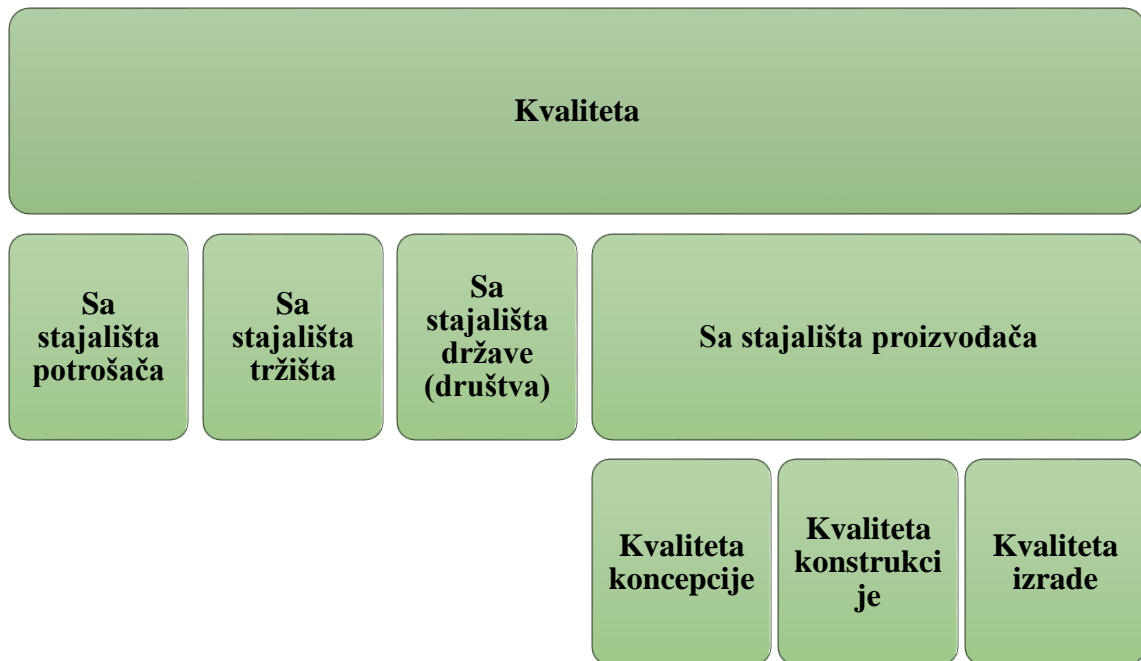 Kvaliteta
Sa
stajališta
potrošača
Sa
stajališta
tržišta
Sa
stajališta
države
(društva)
Sa stajališta proizvođača
Kvaliteta
koncepcije
Kvaliteta
konstrukci
je
Kvaliteta
izrade